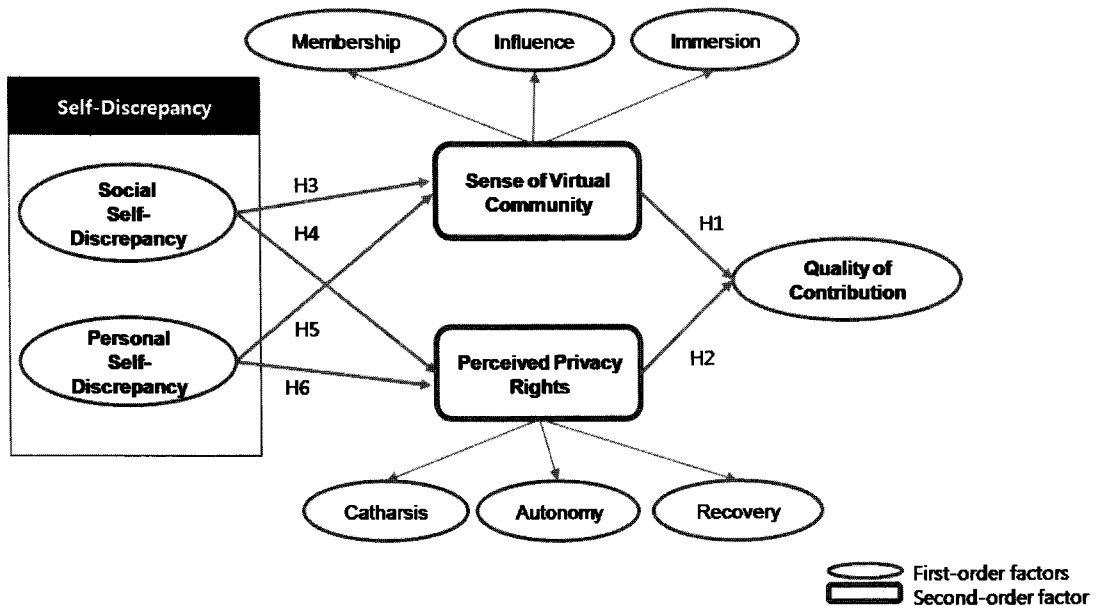 Membership
Influence
Immersion
Self-Discrepancy
Social
Self-
Discrepancy
H3
H4
Sense of Virtual
Community
H1
Quality of
Contribution
Personal
Self-
Discrepancy
H5
H6
Perceived Privacy
Rights
H2
Catharsis
Autonomy
Recovery
First-order factors
Second-order factor